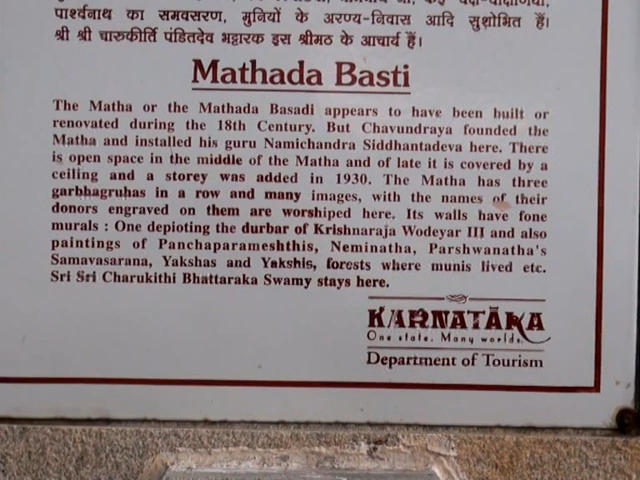 पार्श्वनाथ का समवसरण, मुनियों के अरण्य-निवास आदि सुशोभित हैं।
श्री श्री चारुकीर्ति पंडितदेव भट्टारक इस श्रीमठ के आचार्य हैं।
Mathada Basti
The Matha or the Mathada Basadi appears to have been built or
renovated during the 18th Century. But Chavundraya founded the
Matha and installed his guru Namichandra Siddhantadeva here. There
is open space in the middle of the Matha and of late it is covered by a
ceiling and a storey was added in 1930. The Matha has three
garbhagruhas in a row and many images, with the names of their
donors engraved on them are worshiped here. Its walls have fone
murals : One depioting the durbar of Krishnaraja Wodeyar III and also
paintings of Panchaparameshthis, Neminatha, Parshwanatha's
Samavasarana, Yakshas and Yakshis, forests where munis lived etc.
Sri Sri Charukithi Bhattaraka Swamy stays here.
KARNATĀKA
One state. Many worlds.
Department of Tourism